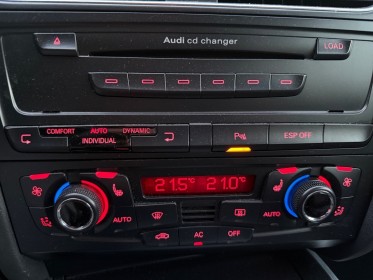 Audi cd changer
LOAD
COMFORT AUTO DYNAMIC
INDIVIDUAL
ESP OFF
21.5°C 21.0°C
AUTO
AUTO
AC
OFF